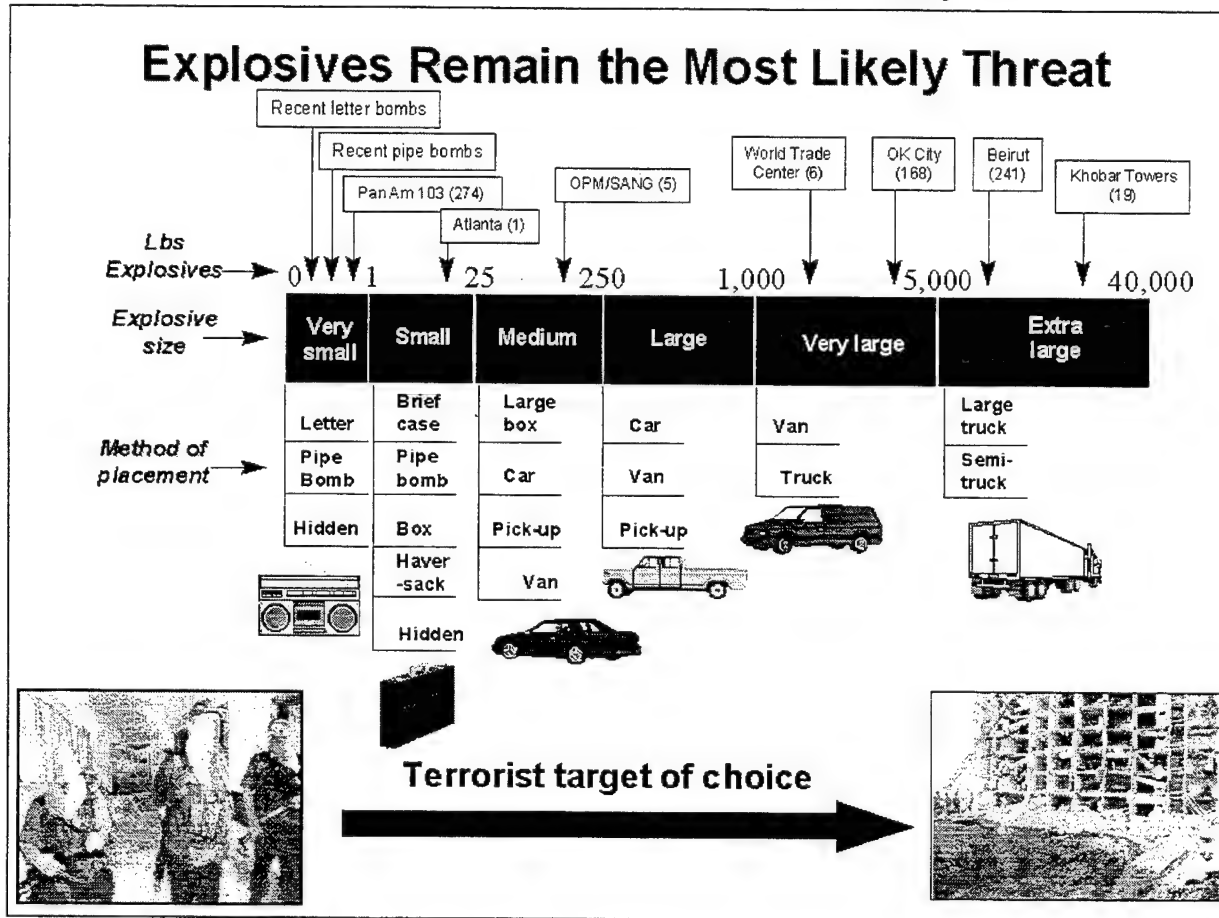 Explosives Remain the Most Likely Threat
Recent letter bombs
Recent pipe bombs
Pan Am 103 (274)
Atlanta (1)
OPM/SANG (5)
World Trade
Center (6)
OK City
(168)
Beirut
(241)
Khobar Towers
(19)
Lbs
Explosives
0 1 25 250 1,000 5,000 40,000
Explosive
size
Very
small
Small
Medium
Large
Very large
Extra
large
Method of
placement
Letter
Pipe
Bomb
Hidden
Brief
case
Pipe
bomb
Box
Haver
-sack
Hidden
Large
box
Car
Pick-up
Van
Car
Van
Pick-up
Van
Truck
Large
truck
Semi-
truck
Terrorist target of choice